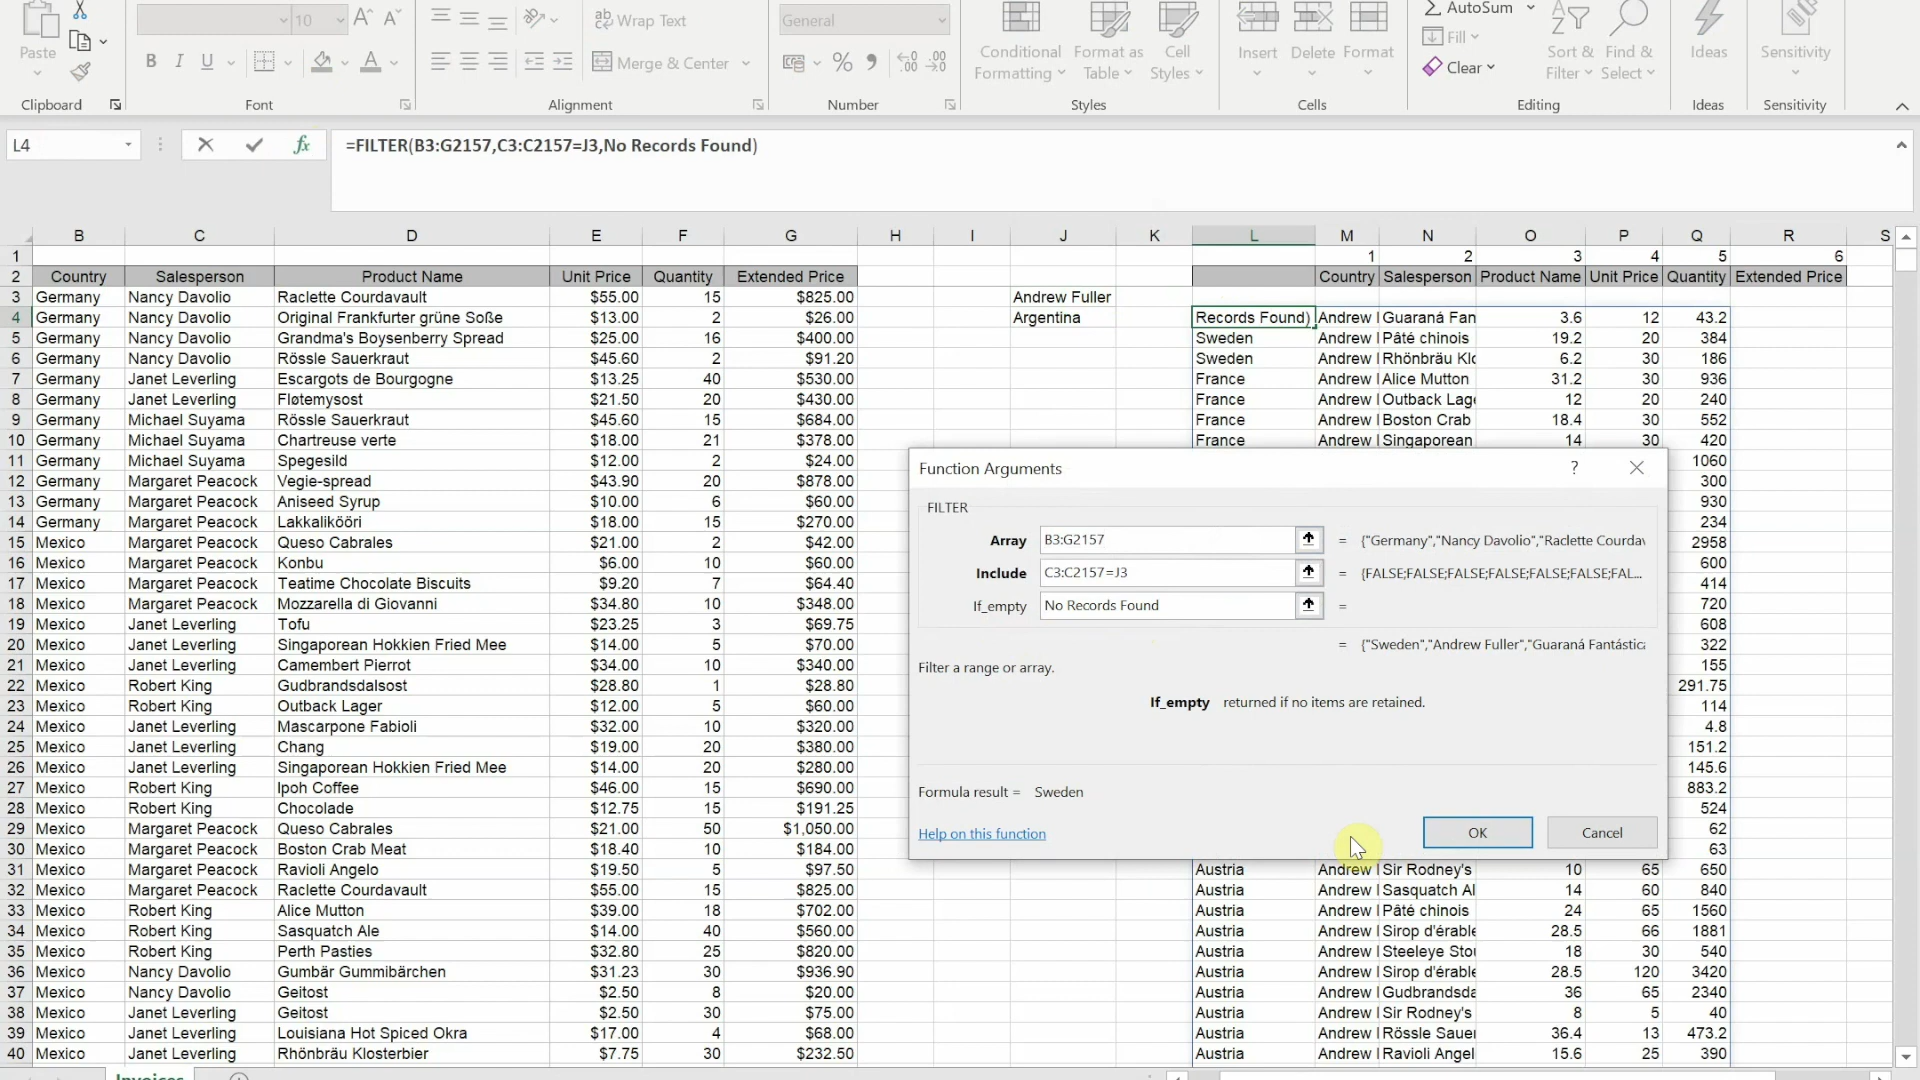 10
Wrap Text
General
AutoSum
Paste
Merge & Center
Conditional Formatting
Format as Table
Cell Styles
Insert
Delete
Format
Fill
Clear
Sort & Filter
Find & Select
Ideas
Sensitivity
Clipboard
Font
Alignment
Number
Styles
Cells
Editing
Ideas
Sensitivity
L4
=FILTER(B3:G2157,C3:C2157=J3,No Records Found)
B C D E F G H I J K L M N O P Q R S
1 1 2 3 4 5 6
2 Country Salesperson Product Name Unit Price Quantity Extended Price Country Salesperson Product Name Unit Price Quantity Extended Price
3 Germany Nancy Davolio Raclette Courdavault $55.00 15 $825.00 Andrew Fuller
4 Germany Nancy Davolio Original Frankfurter grüne Soße $13.00 2 $26.00 Argentina Records Found) Andrew Guaraná Fan 3.6 12 43.2
5 Germany Nancy Davolio Grandma's Boysenberry Spread $25.00 16 $400.00 Sweden Andrew Pâté chinois 19.2 20 384
6 Germany Nancy Davolio Rössle Sauerkraut $45.60 2 $91.20 Sweden Andrew Rhönbräu Klo 6.2 30 186
7 Germany Janet Leverling Escargots de Bourgogne $13.25 40 $530.00 France Andrew Alice Mutton 31.2 30 936
8 Germany Janet Leverling Fløtemysost $21.50 20 $430.00 France Andrew Outback Lage 12 20 240
9 Germany Michael Suyama Rössle Sauerkraut $45.60 15 $684.00 France Andrew Boston Crab 18.4 30 552
10 Germany Michael Suyama Chartreuse verte $18.00 21 $378.00 France Andrew Singaporean 14 30 420
11 Germany Michael Suyama Spegesild $12.00 2 $24.00 1060
12 Germany Margaret Peacock Vegie-spread $43.90 20 $878.00 300
13 Germany Margaret Peacock Aniseed Syrup $10.00 6 $60.00 930
14 Germany Margaret Peacock Lakkalikööri $18.00 15 $270.00 234
15 Mexico Margaret Peacock Queso Cabrales $21.00 2 $42.00 2958
16 Mexico Margaret Peacock Konbu $6.00 10 $60.00 600
17 Mexico Margaret Peacock Teatime Chocolate Biscuits $9.20 7 $64.40 414
18 Mexico Margaret Peacock Mozzarella di Giovanni $34.80 10 $348.00 720
19 Mexico Janet Leverling Tofu $23.25 3 $69.75 608
20 Mexico Janet Leverling Singaporean Hokkien Fried Mee $14.00 5 $70.00 322
21 Mexico Janet Leverling Camembert Pierrot $34.00 10 $340.00 155
22 Mexico Robert King Gudbrandsdalsost $28.80 1 $28.80 291.75
23 Mexico Robert King Outback Lager $12.00 5 $60.00 114
24 Mexico Janet Leverling Mascarpone Fabioli $32.00 10 $320.00 4.8
25 Mexico Janet Leverling Chang $19.00 20 $380.00 151.2
26 Mexico Janet Leverling Singaporean Hokkien Fried Mee $14.00 20 $280.00 145.6
27 Mexico Robert King Ipoh Coffee $46.00 15 $690.00 883.2
28 Mexico Robert King Chocolade $12.75 15 $191.25 524
29 Mexico Margaret Peacock Queso Cabrales $21.00 50 $1,050.00 62
30 Mexico Margaret Peacock Boston Crab Meat $18.40 10 $184.00 63
31 Mexico Margaret Peacock Ravioli Angelo $19.50 5 $97.50 Austria Andrew Sir Rodney's 10 65 650
32 Mexico Margaret Peacock Raclette Courdavault $55.00 15 $825.00 Austria Andrew Sasquatch Al 14 60 840
33 Mexico Robert King Alice Mutton $39.00 18 $702.00 Austria Andrew Pâté chinois 24 65 1560
34 Mexico Robert King Sasquatch Ale $14.00 40 $560.00 Austria Andrew Sirop d'érable 28.5 66 1881
35 Mexico Robert King Perth Pasties $32.80 25 $820.00 Austria Andrew Steeleye Stou 18 30 540
36 Mexico Nancy Davolio Gumbär Gummibärchen $31.23 30 $936.90 Austria Andrew Sirop d'érable 28.5 120 3420
37 Mexico Nancy Davolio Geitost $2.50 8 $20.00 Austria Andrew Gudbrandsda 36 65 2340
38 Mexico Janet Leverling Geitost $2.50 30 $75.00 Austria Andrew Sir Rodney's 8 5 40
39 Mexico Janet Leverling Louisiana Hot Spiced Okra $17.00 4 $68.00 Austria Andrew Rössle Sauer 36.4 13 473.2
40 Mexico Janet Leverling Rhönbräu Klosterbier $7.75 30 $232.50 Austria Andrew Ravioli Angel 15.6 25 390
Function Arguments ?
FILTER
Array B3:G2157 = {"Germany","Nancy Davolio","Raclette Courdav
Include C3:C2157=J3 = {FALSE;FALSE;FALSE;FALSE;FALSE;FALSE;FAL...
If_empty No Records Found =
= {"Sweden","Andrew Fuller","Guaraná Fantástica
Filter a range or array.
If_empty returned if no items are retained.
Formula result = Sweden
Help on this function
OK
Cancel
Invoices